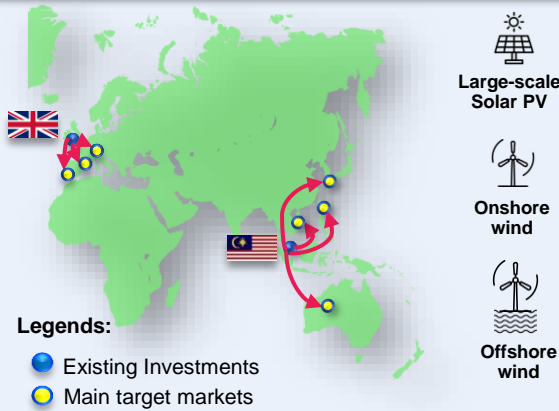 Large-scale
Solar PV
Onshore
wind
Offshore
wind
Legends:
Existing Investments
Main target markets